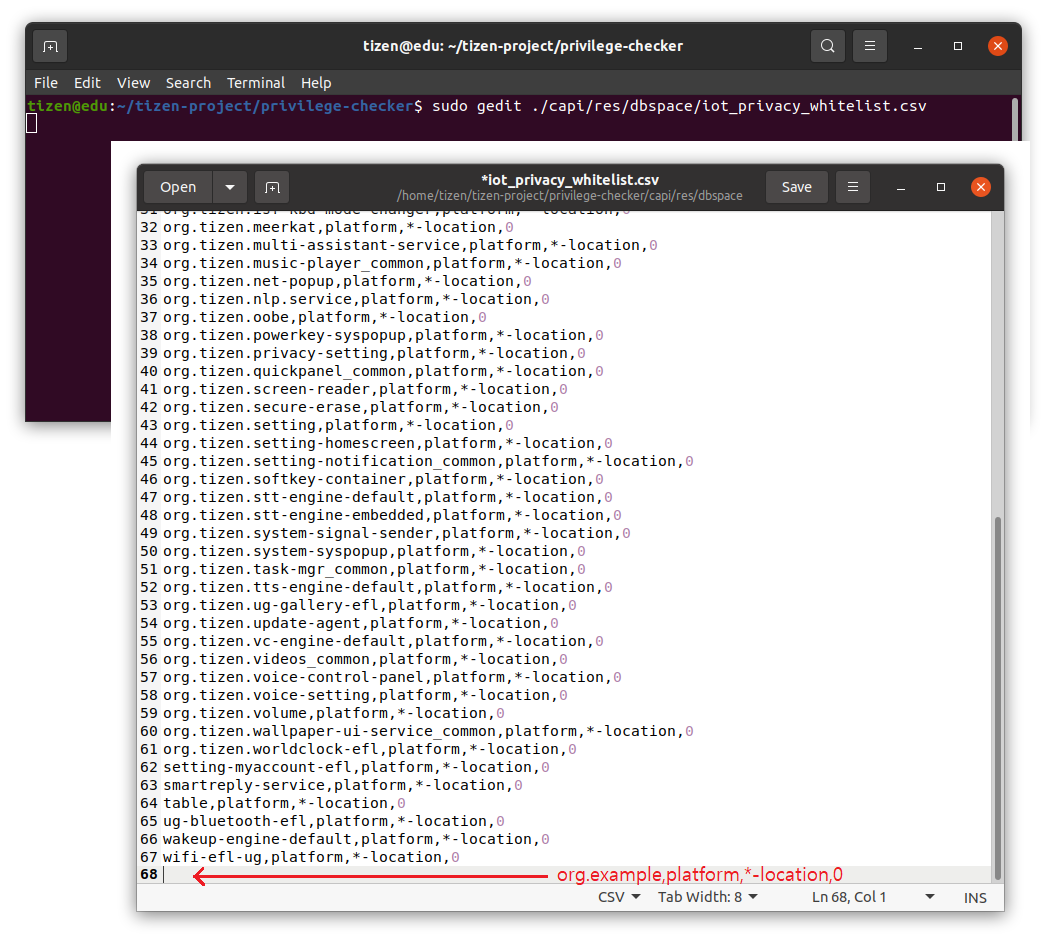 tizen@edu: ~/tizen-project/privilege-checker
File Edit View Search Terminal Help
tizen@edu:~/tizen-project/privilege-checker$ sudo gedit ./capi/res/dbspace/iot_privacy_whitelist.csv
Open
*iot_privacy_whitelist.csv
/home/tizen/tizen-project/privilege-checker/capi/res/dbspace
Save
31 org.tizen.isf-kbd-mode-changer,platform,*-location,0
32 org.tizen.meerkat,platform,*-location,0
33 org.tizen.multi-assistant-service,platform,*-location,0
34 org.tizen.music-player_common,platform,*-location,0
35 org.tizen.net-popup,platform,*-location,0
36 org.tizen.nlp.service,platform,*-location,0
37 org.tizen.oobe,platform,*-location,0
38 org.tizen.powerkey-syspopup,platform,*-location,0
39 org.tizen.privacy-setting,platform,*-location,0
40 org.tizen.quickpanel_common,platform,*-location,0
41 org.tizen.screen-reader,platform,*-location,0
42 org.tizen.secure-erase,platform,*-location,0
43 org.tizen.setting,platform,*-location,0
44 org.tizen.setting-homescreen,platform,*-location,0
45 org.tizen.setting-notification_common,platform,*-location,0
46 org.tizen.softkey-container,platform,*-location,0
47 org.tizen.stt-engine-default,platform,*-location,0
48 org.tizen.stt-engine-embedded,platform,*-location,0
49 org.tizen.system-signal-sender,platform,*-location,0
50 org.tizen.system-syspopup,platform,*-location,0
51 org.tizen.task-mgr_common,platform,*-location,0
52 org.tizen.tts-engine-default,platform,*-location,0
53 org.tizen.ug-gallery-efl,platform,*-location,0
54 org.tizen.update-agent,platform,*-location,0
55 org.tizen.vc-engine-default,platform,*-location,0
56 org.tizen.videos_common,platform,*-location,0
57 org.tizen.voice-control-panel,platform,*-location,0
58 org.tizen.voice-setting,platform,*-location,0
59 org.tizen.volume,platform,*-location,0
60 org.tizen.wallpaper-ui-service_common,platform,*-location,0
61 org.tizen.worldclock-efl,platform,*-location,0
62 setting-myaccount-efl,platform,*-location,0
63 smartreply-service,platform,*-location,0
64 table,platform,*-location,0
65 ug-bluetooth-efl,platform,*-location,0
66 wakeup-engine-default,platform,*-location,0
67 wifi-efl-ug,platform,*-location,0
68 org.example,platform,*-location,0
CSV Tab Width: 8 Ln 68, Col 1 INS